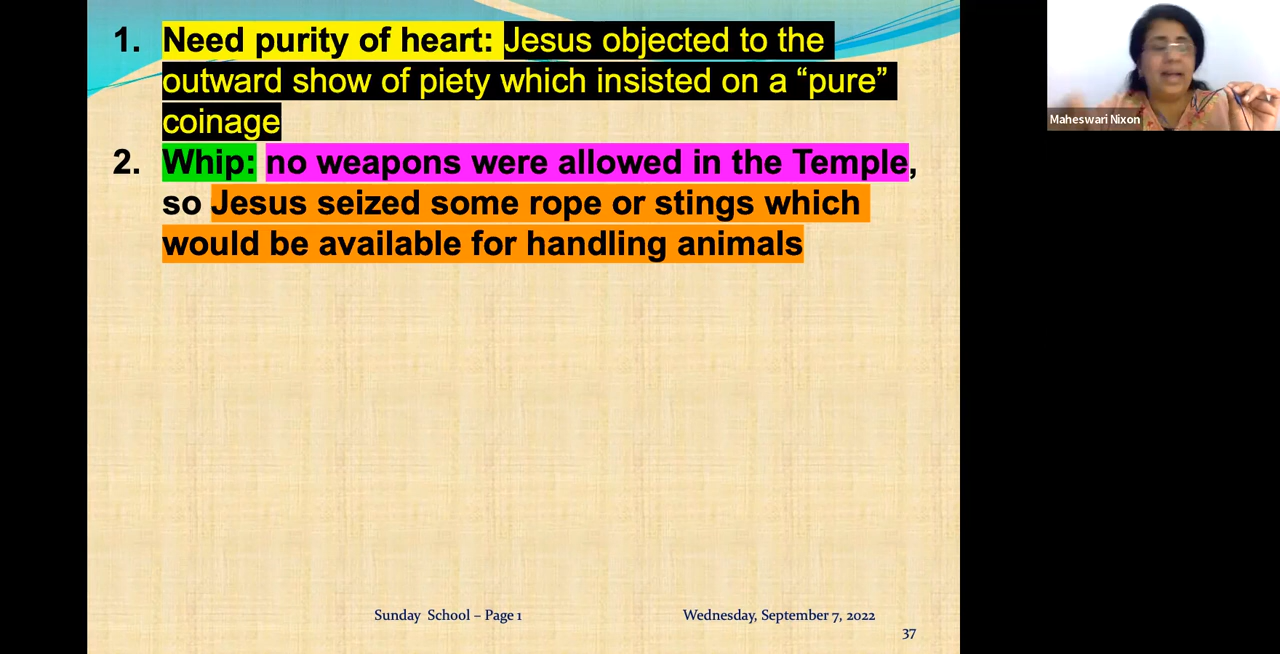 1. Need purity of heart: Jesus objected to the
outward show of piety which insisted on a “pure”
coinage
2. Whip: no weapons were allowed in the Temple,
so Jesus seized some rope or stings which
would be available for handling animals
Maheswari Nixon
Sunday School – Page 1
Wednesday, September 7, 2022
37